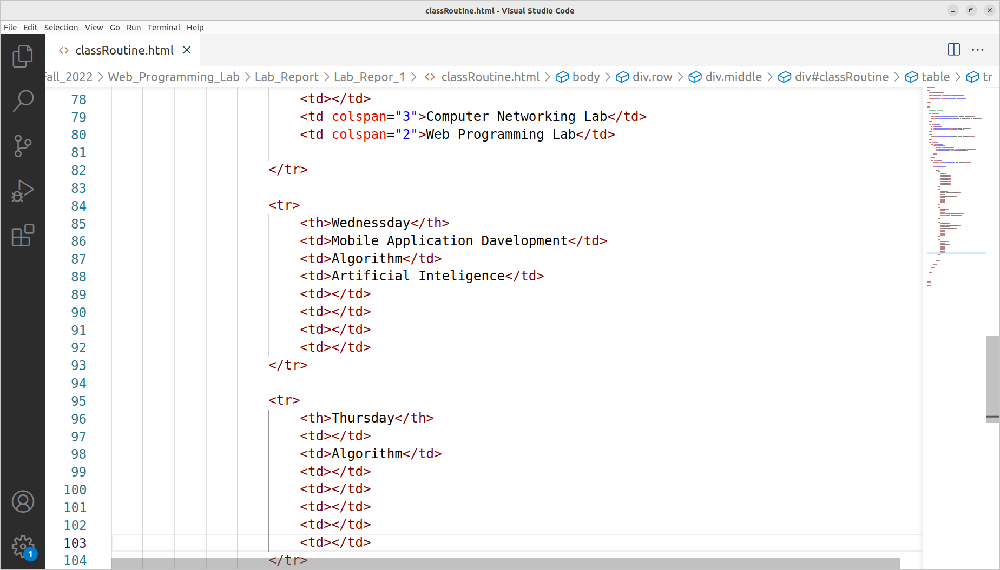 classRoutine.html - Visual Studio Code
File Edit Selection View Go Run Terminal Help
<> classRoutine.html
Fall_2022 > Web_Programming_Lab > Lab_Report > Lab_Repor_1 > <> classRoutine.html > body > div.row > div.middle > div#classRoutine > table > tr
78 <td></td>
79 <td colspan="3">Computer Networking Lab</td>
80 <td colspan="2">Web Programming Lab</td>
81
82 </tr>
83
84 <tr>
85 <th>Wednessday</th>
86 <td>Mobile Application Davelopment</td>
87 <td>Algorithm</td>
88 <td>Artificial Inteligence</td>
89 <td></td>
90 <td></td>
91 <td></td>
92 <td></td>
93 </tr>
94
95 <tr>
96 <th>Thursday</th>
97 <td></td>
98 <td>Algorithm</td>
99 <td></td>
100 <td></td>
101 <td></td>
102 <td></td>
103 <td></td>
104 </tr>
1